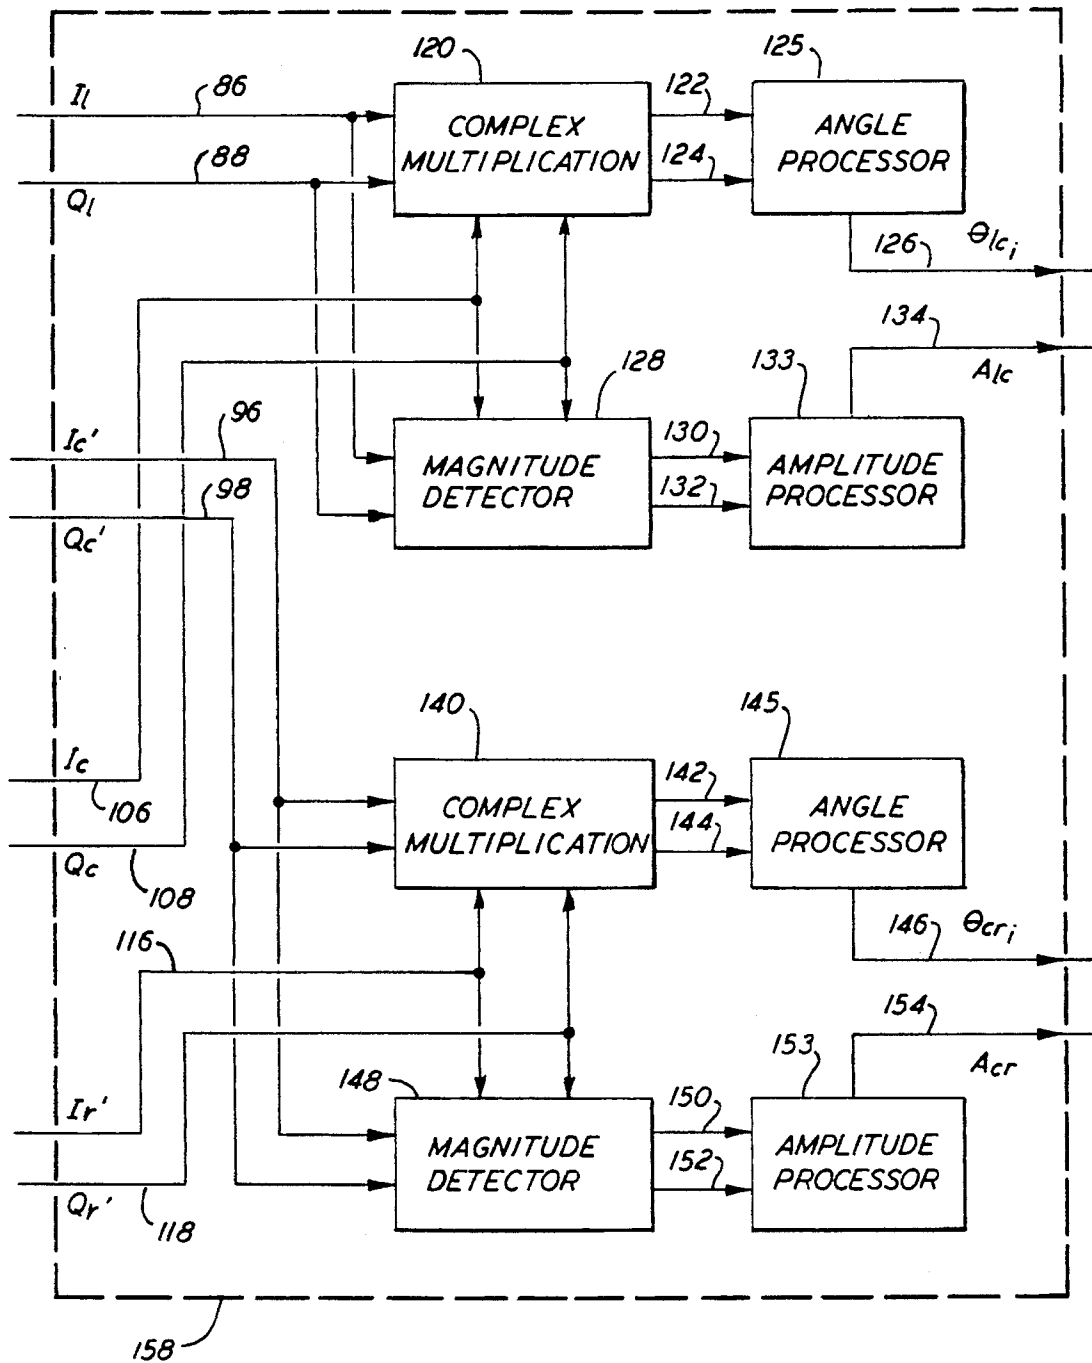 120
125
Il
86
122
COMPLEX
MULTIPLICATION
ANGLE
PROCESSOR
88
124
Ql
126
θlci
134
Alc
128
133
96
Ic'
130
MAGNITUDE
DETECTOR
AMPLITUDE
PROCESSOR
98
132
Qc'
140
145
Ic
142
106
COMPLEX
MULTIPLICATION
ANGLE
PROCESSOR
144
Qc
108
116
146
θcri
154
153
Acr
148
150
Ir'
MAGNITUDE
DETECTOR
AMPLITUDE
PROCESSOR
152
Qr'
118
158